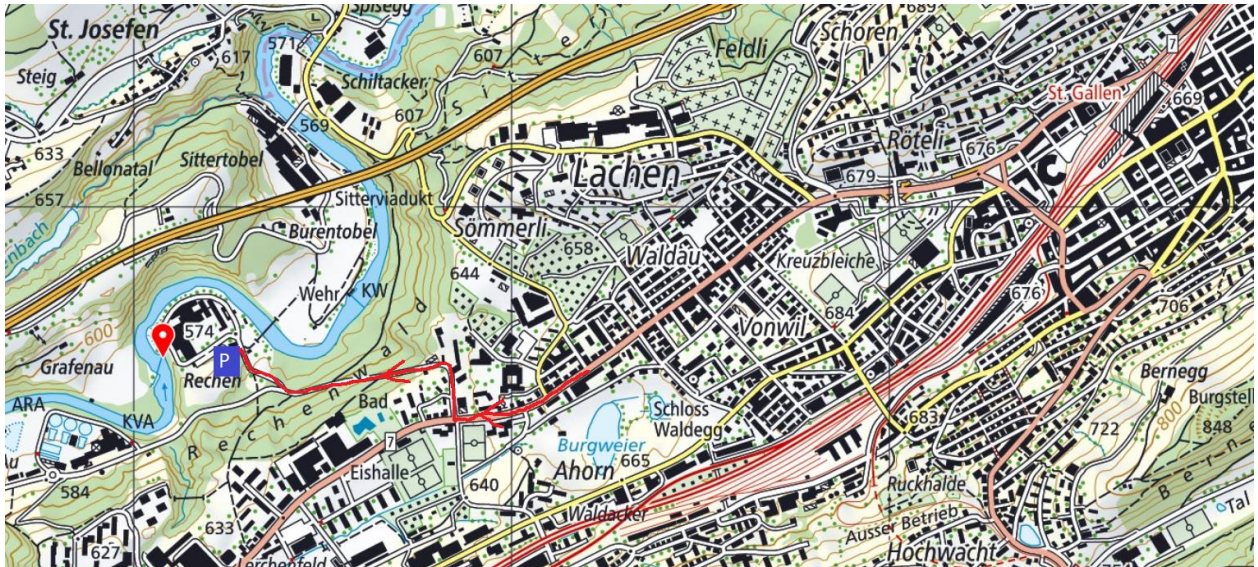 St. Josefen
Spisegg
571
617
Steig
Schiltacker
607
607
Feldli
Schoren
689
7
St. Gallen
669
633
Bellonatal
Sittertobel
569
Lachen
Röteli
676
679
657
Sitterviadukt
Burentobel
Sömmerli
658
Waldau
Kreuzbleiche
644
Wehr
KW
574
684
676
706
Vonwil
600
Grafenau
P
Rechen
Rechenwald
Bad
Bernegg
Burgstell
ARA
KVA
7
Schloss
Waldegg
683
722
800
848
Burgweier
Eishalle
Ahorn
665
584
640
Ruckhalde
Waldacker
633
Ausser Betrieb
Tal
627
Lerchenfeld
Hochwacht